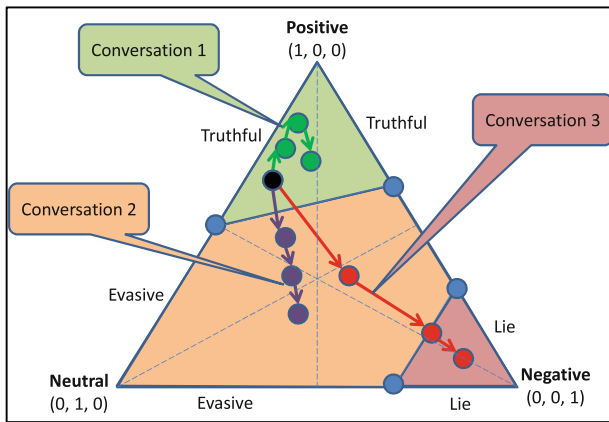 Positive
(1, 0, 0)
Conversation 1
Truthful
Truthful
Conversation 3
Conversation 2
Evasive
Lie
Neutral
(0, 1, 0)
Evasive
Lie
Negative
(0, 0, 1)